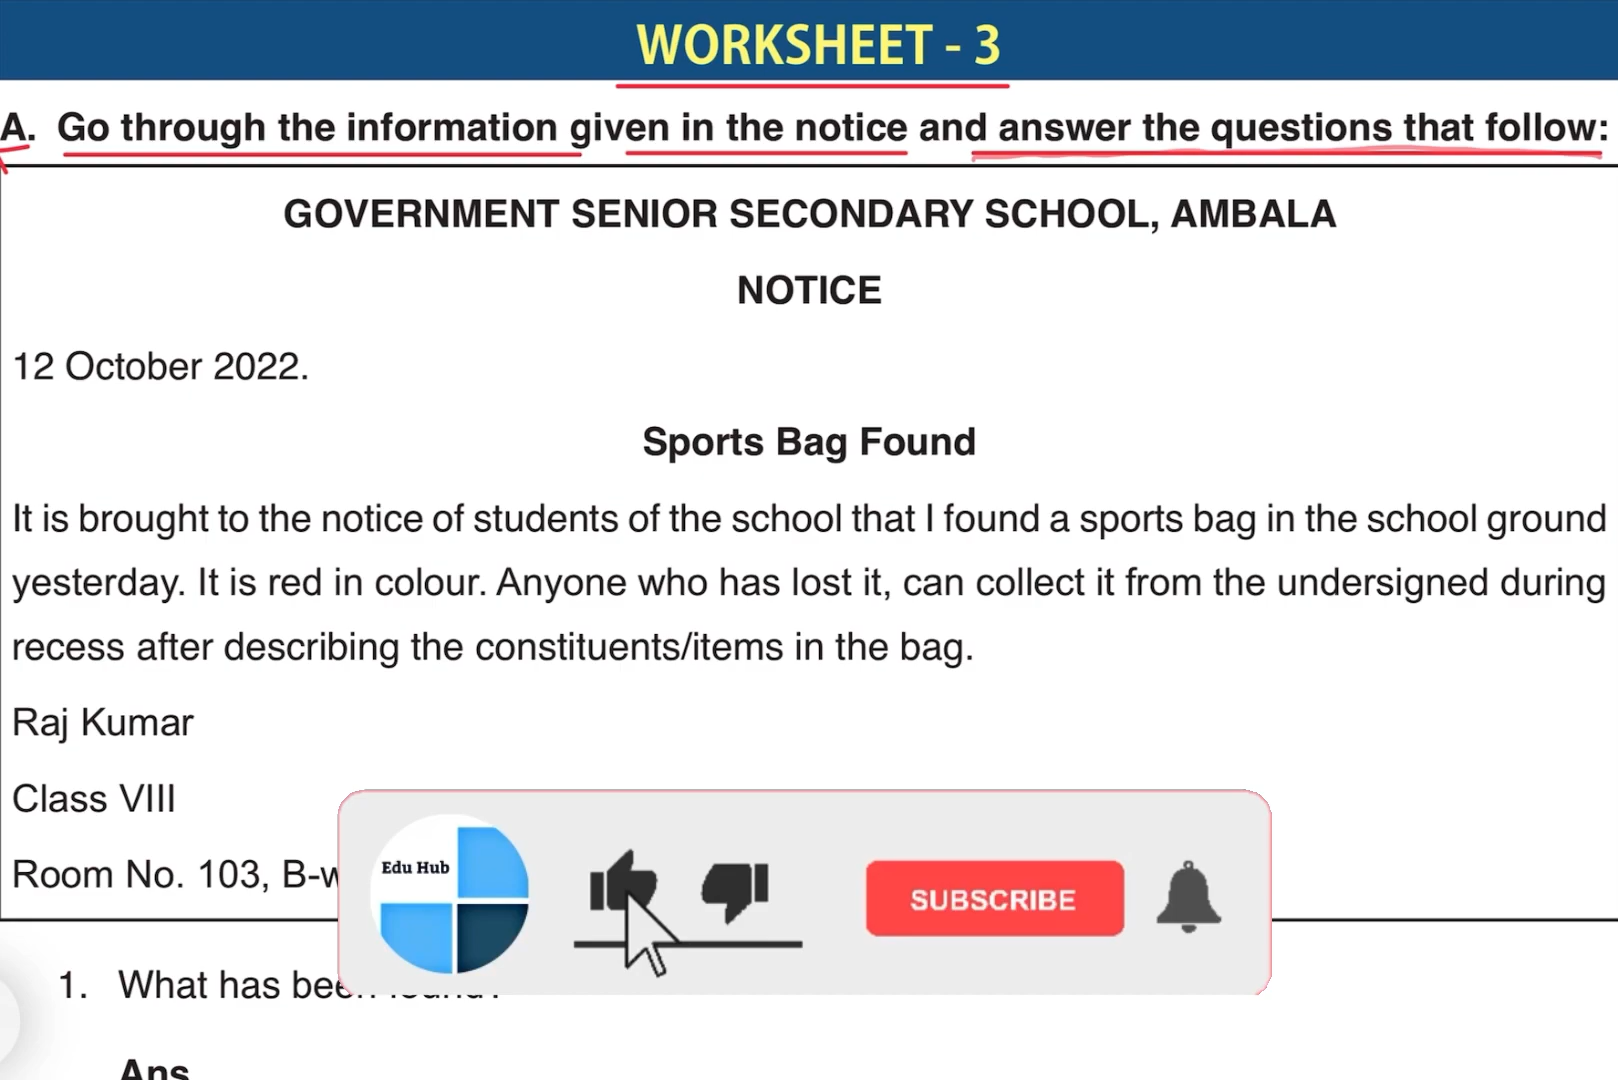 WORKSHEET - 3
A. Go through the information given in the notice and answer the questions that follow:
GOVERNMENT SENIOR SECONDARY SCHOOL, AMBALA
NOTICE
12 October 2022.
Sports Bag Found
It is brought to the notice of students of the school that I found a sports bag in the school ground
yesterday. It is red in colour. Anyone who has lost it, can collect it from the undersigned during
recess after describing the constituents/items in the bag.
Raj Kumar
Class VIII
Room No. 103,
Edu Hub
SUBSCRIBE
1. What has been found?
Ans